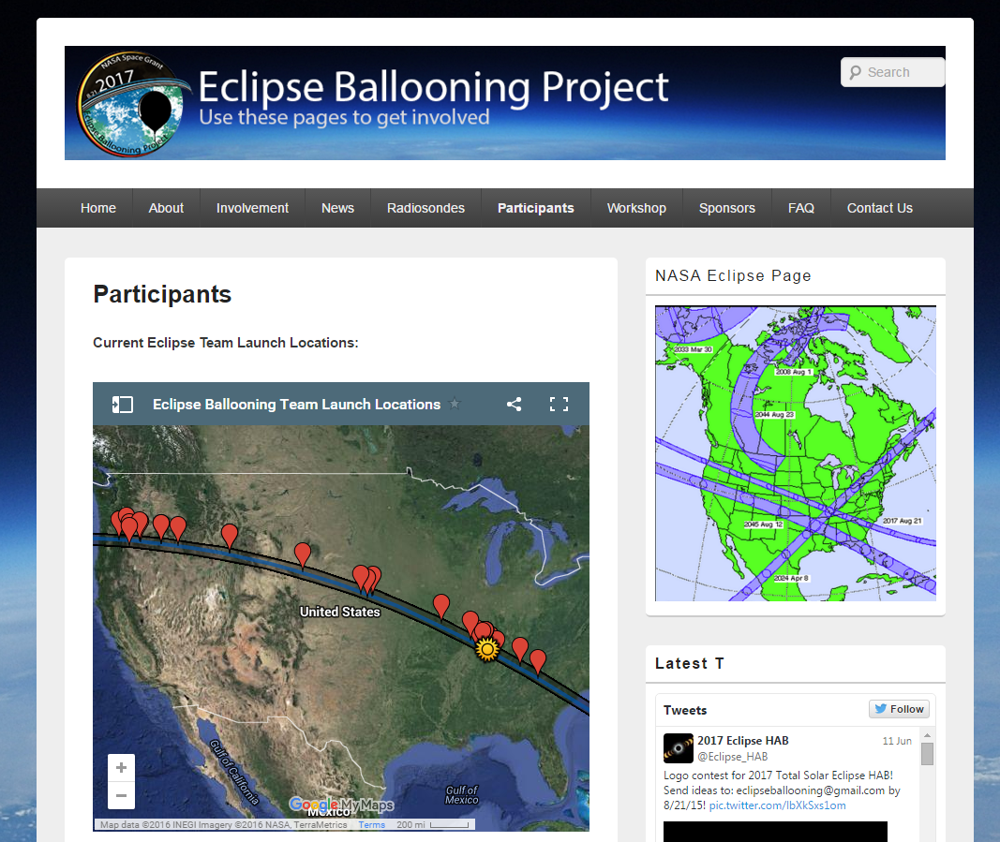 NASA Space Grant
2017
8.21
Eclipse Ballooning Project
Eclipse Ballooning Project
Use these pages to get involved
Search
Home About Involvement News Radiosondes Participants Workshop Sponsors FAQ Contact Us
Participants
Current Eclipse Team Launch Locations:
Eclipse Ballooning Team Launch Locations
United States
Gulf of California
Gulf of
Mexico
Google My Maps
Mexico
Map data ©2016 INEGI Imagery ©2016 NASA, TerraMetrics Terms 200 mi
NASA Eclipse Page
2033 Mar 30
2008 Aug 1
2044 Aug 23
2017 Aug 21
2045 Aug 12
2024 Apr 8
Latest T
Tweets
Follow
2017 Eclipse HAB 11 Jun
@Eclipse_HAB
Logo contest for 2017 Total Solar Eclipse HAB!
Send ideas to: eclipseballooning@gmail.com by
8/21/15! pic.twitter.com/lbXkSxs1om